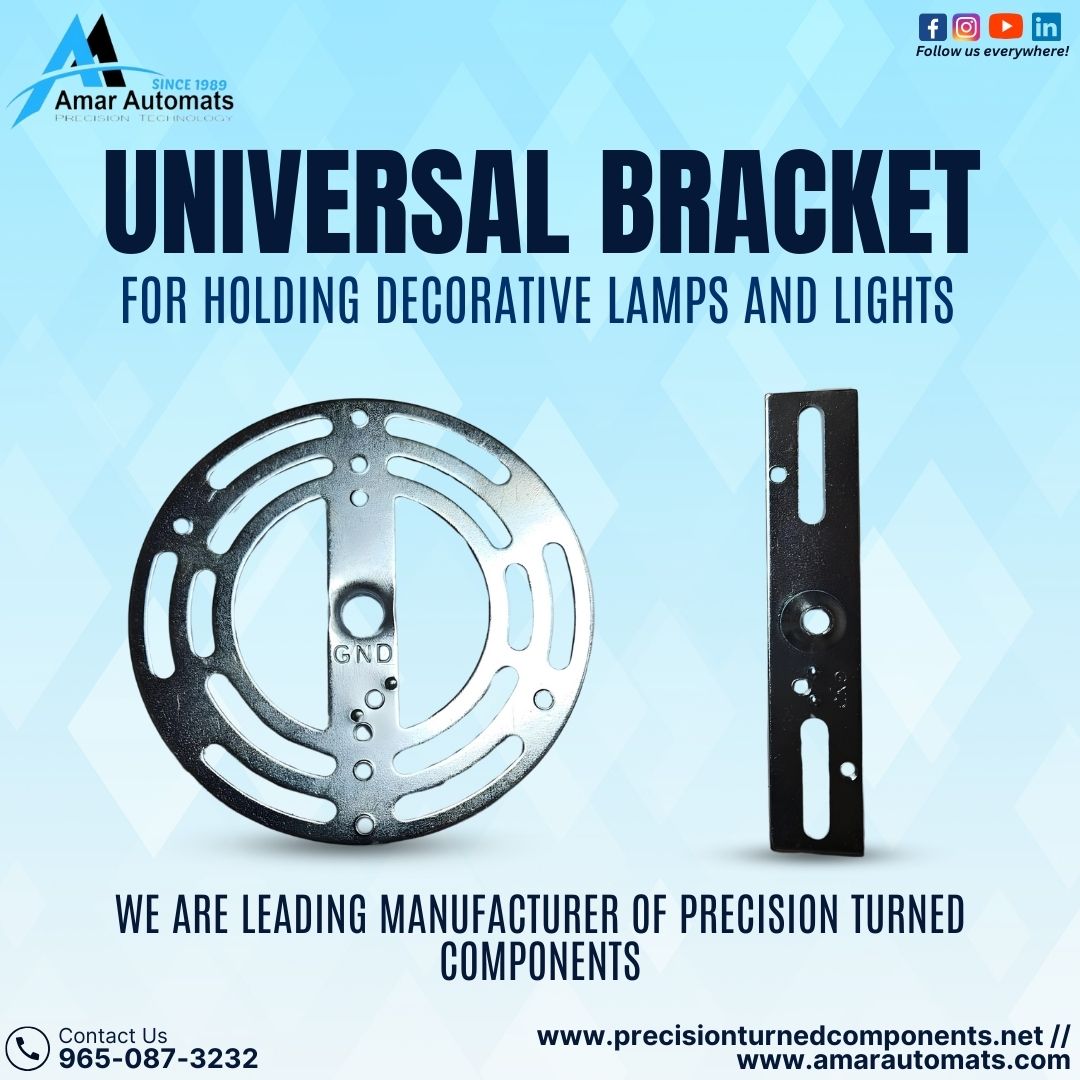 SINCE 1989
Amar Automats
PRECISION TECHNOLOGY
Follow us everywhere!
UNIVERSAL BRACKET
FOR HOLDING DECORATIVE LAMPS AND LIGHTS
GND
WE ARE LEADING MANUFACTURER OF PRECISION TURNED
COMPONENTS
Contact Us
965-087-3232
www.precisionturnedcomponents.net //
www.amarautomats.com